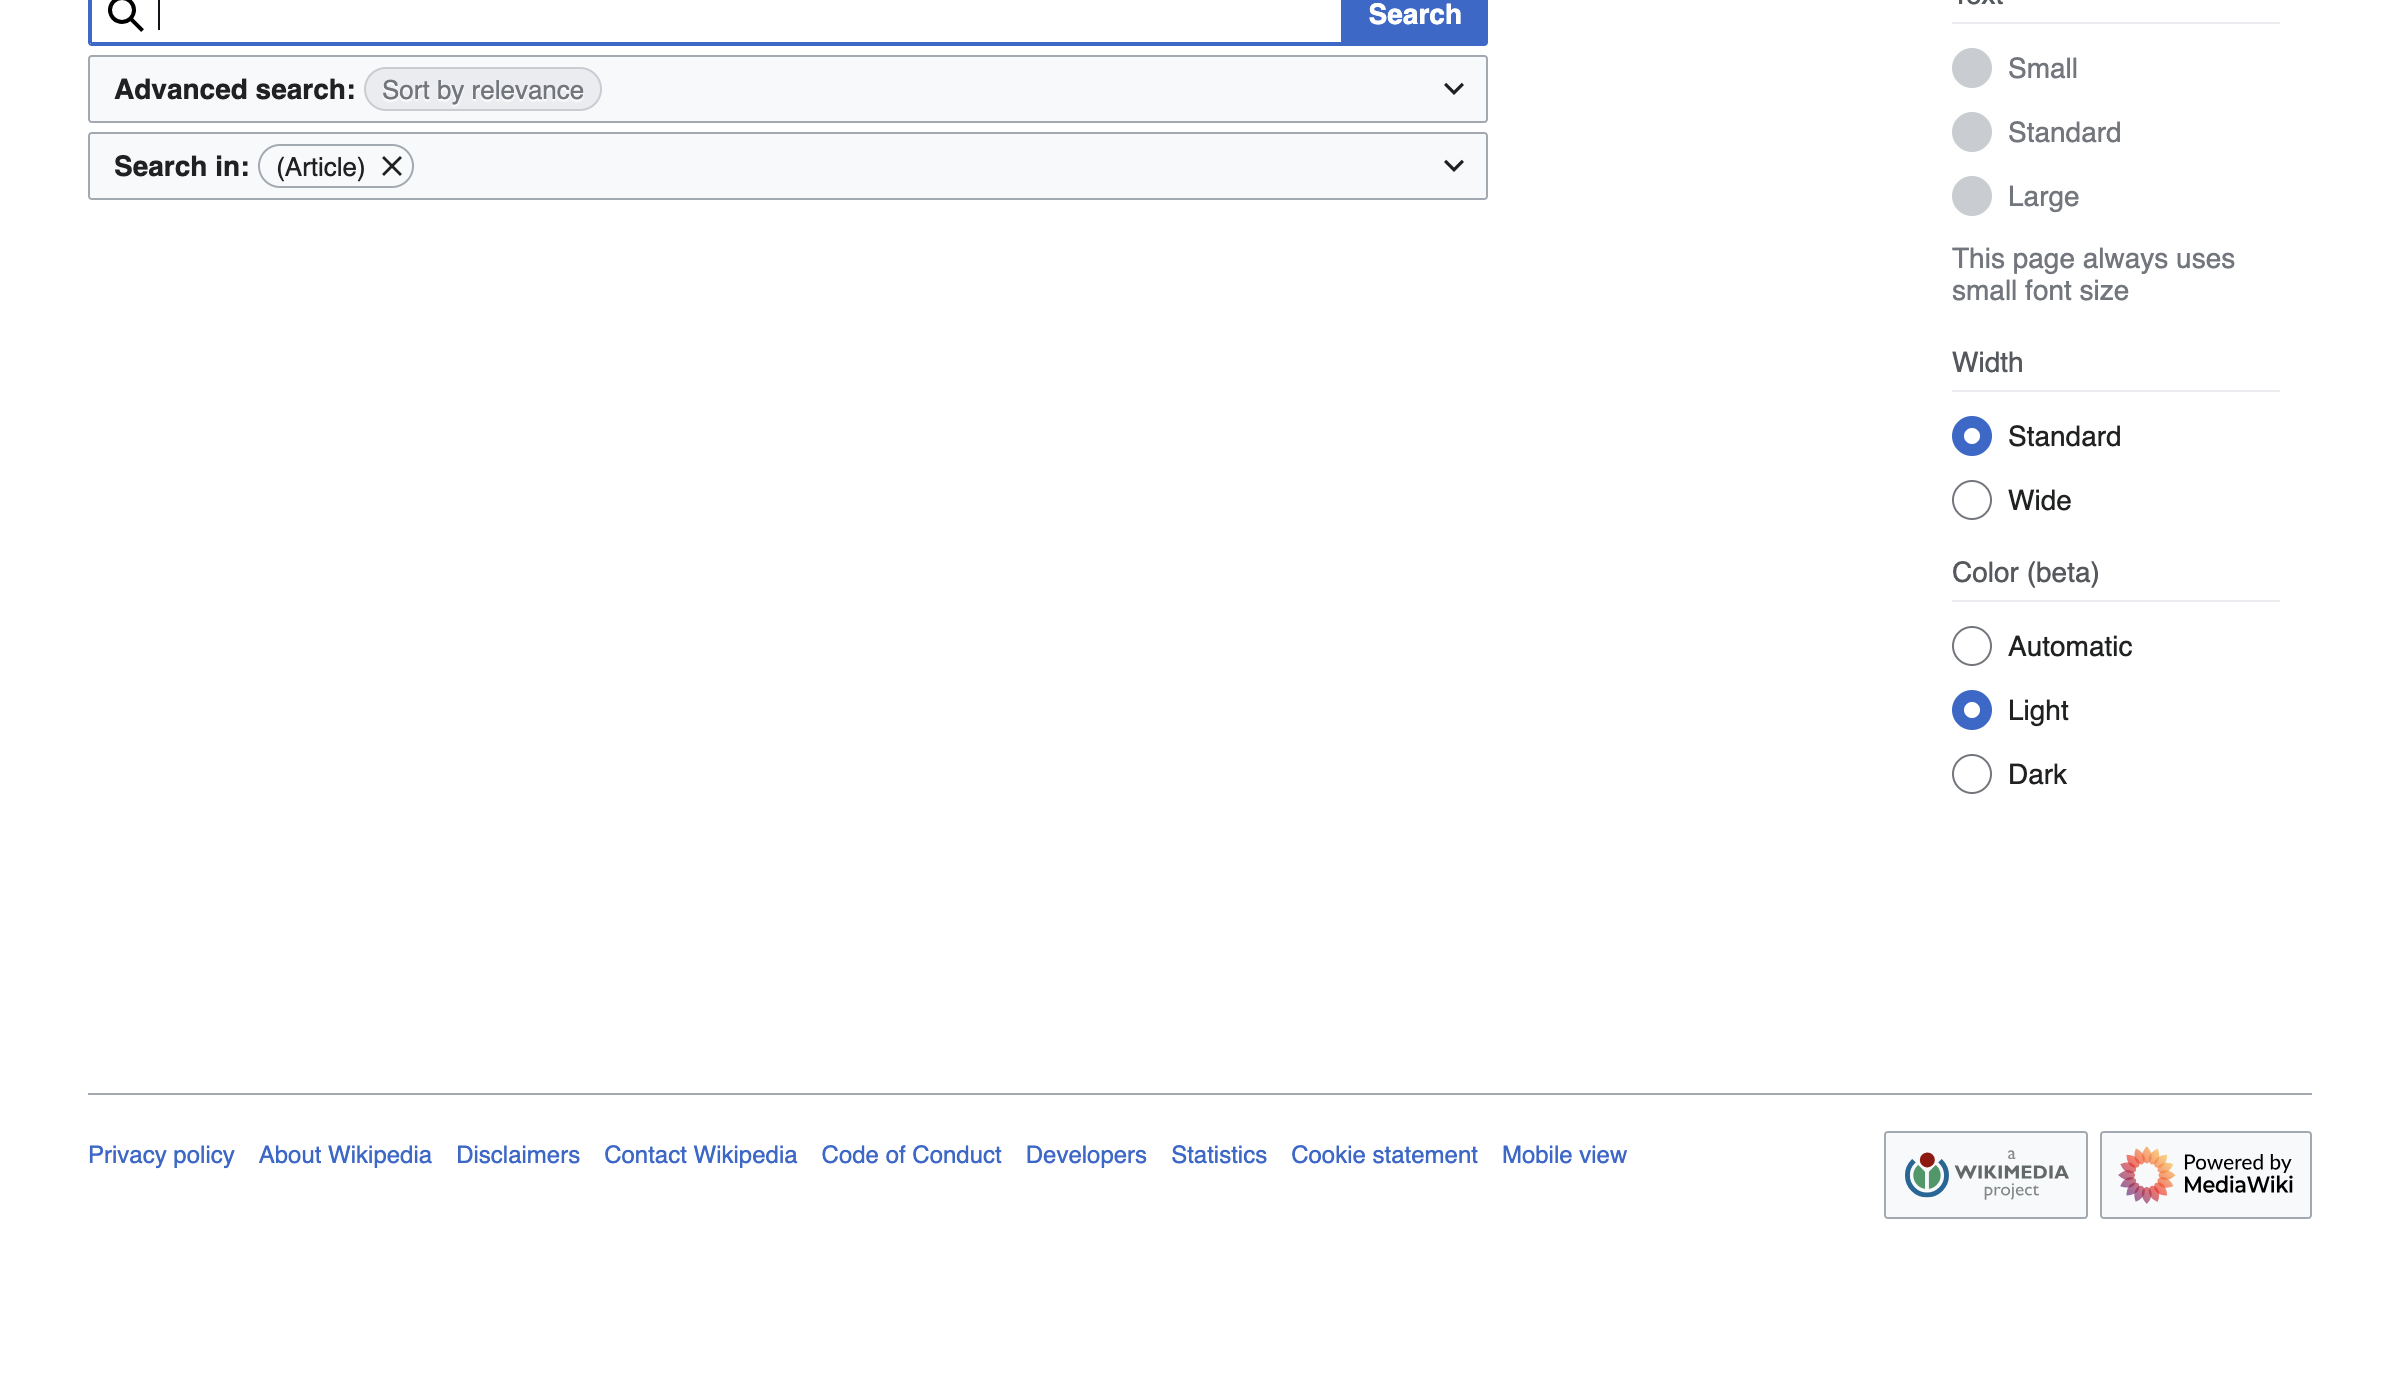 Search
Advanced search: Sort by relevance
Search in: (Article)
Text
Small
Standard
Large
This page always uses
small font size
Width
Standard
Wide
Color (beta)
Automatic
Light
Dark
Privacy policy About Wikipedia Disclaimers Contact Wikipedia Code of Conduct Developers Statistics Cookie statement Mobile view
a
WIKIMEDIA
project
Powered by
MediaWiki